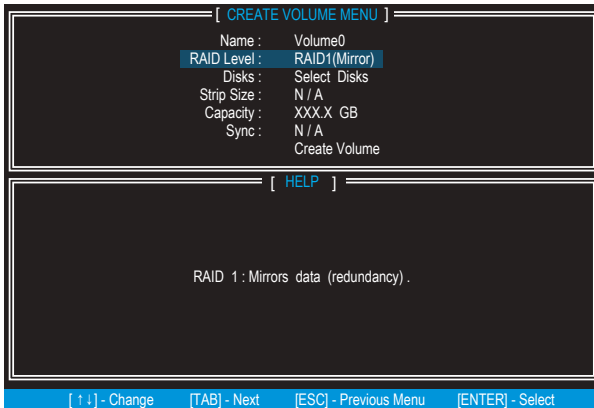 [ CREATE VOLUME MENU ]
Name : Volume0
RAID Level : RAID1(Mirror)
Disks : Select Disks
Strip Size : N / A
Capacity : XXX.X GB
Sync : N / A
Create Volume
[ HELP ]
RAID 1 : Mirrors data (redundancy) .
[ ↑↓] - Change [TAB] - Next [ESC] - Previous Menu [ENTER] - Select